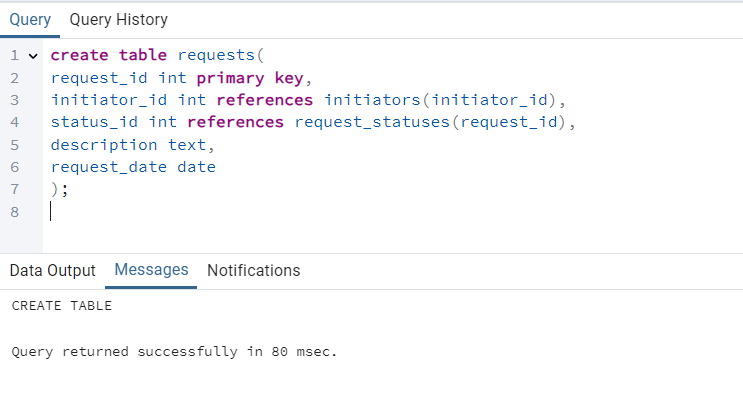 Query Query History
1 create table requests(
2 request_id int primary key,
3 initiator_id int references initiators(initiator_id),
4 status_id int references request_statuses(request_id),
5 description text,
6 request_date date
7 );
8
Data Output Messages Notifications
CREATE TABLE
Query returned successfully in 80 msec.